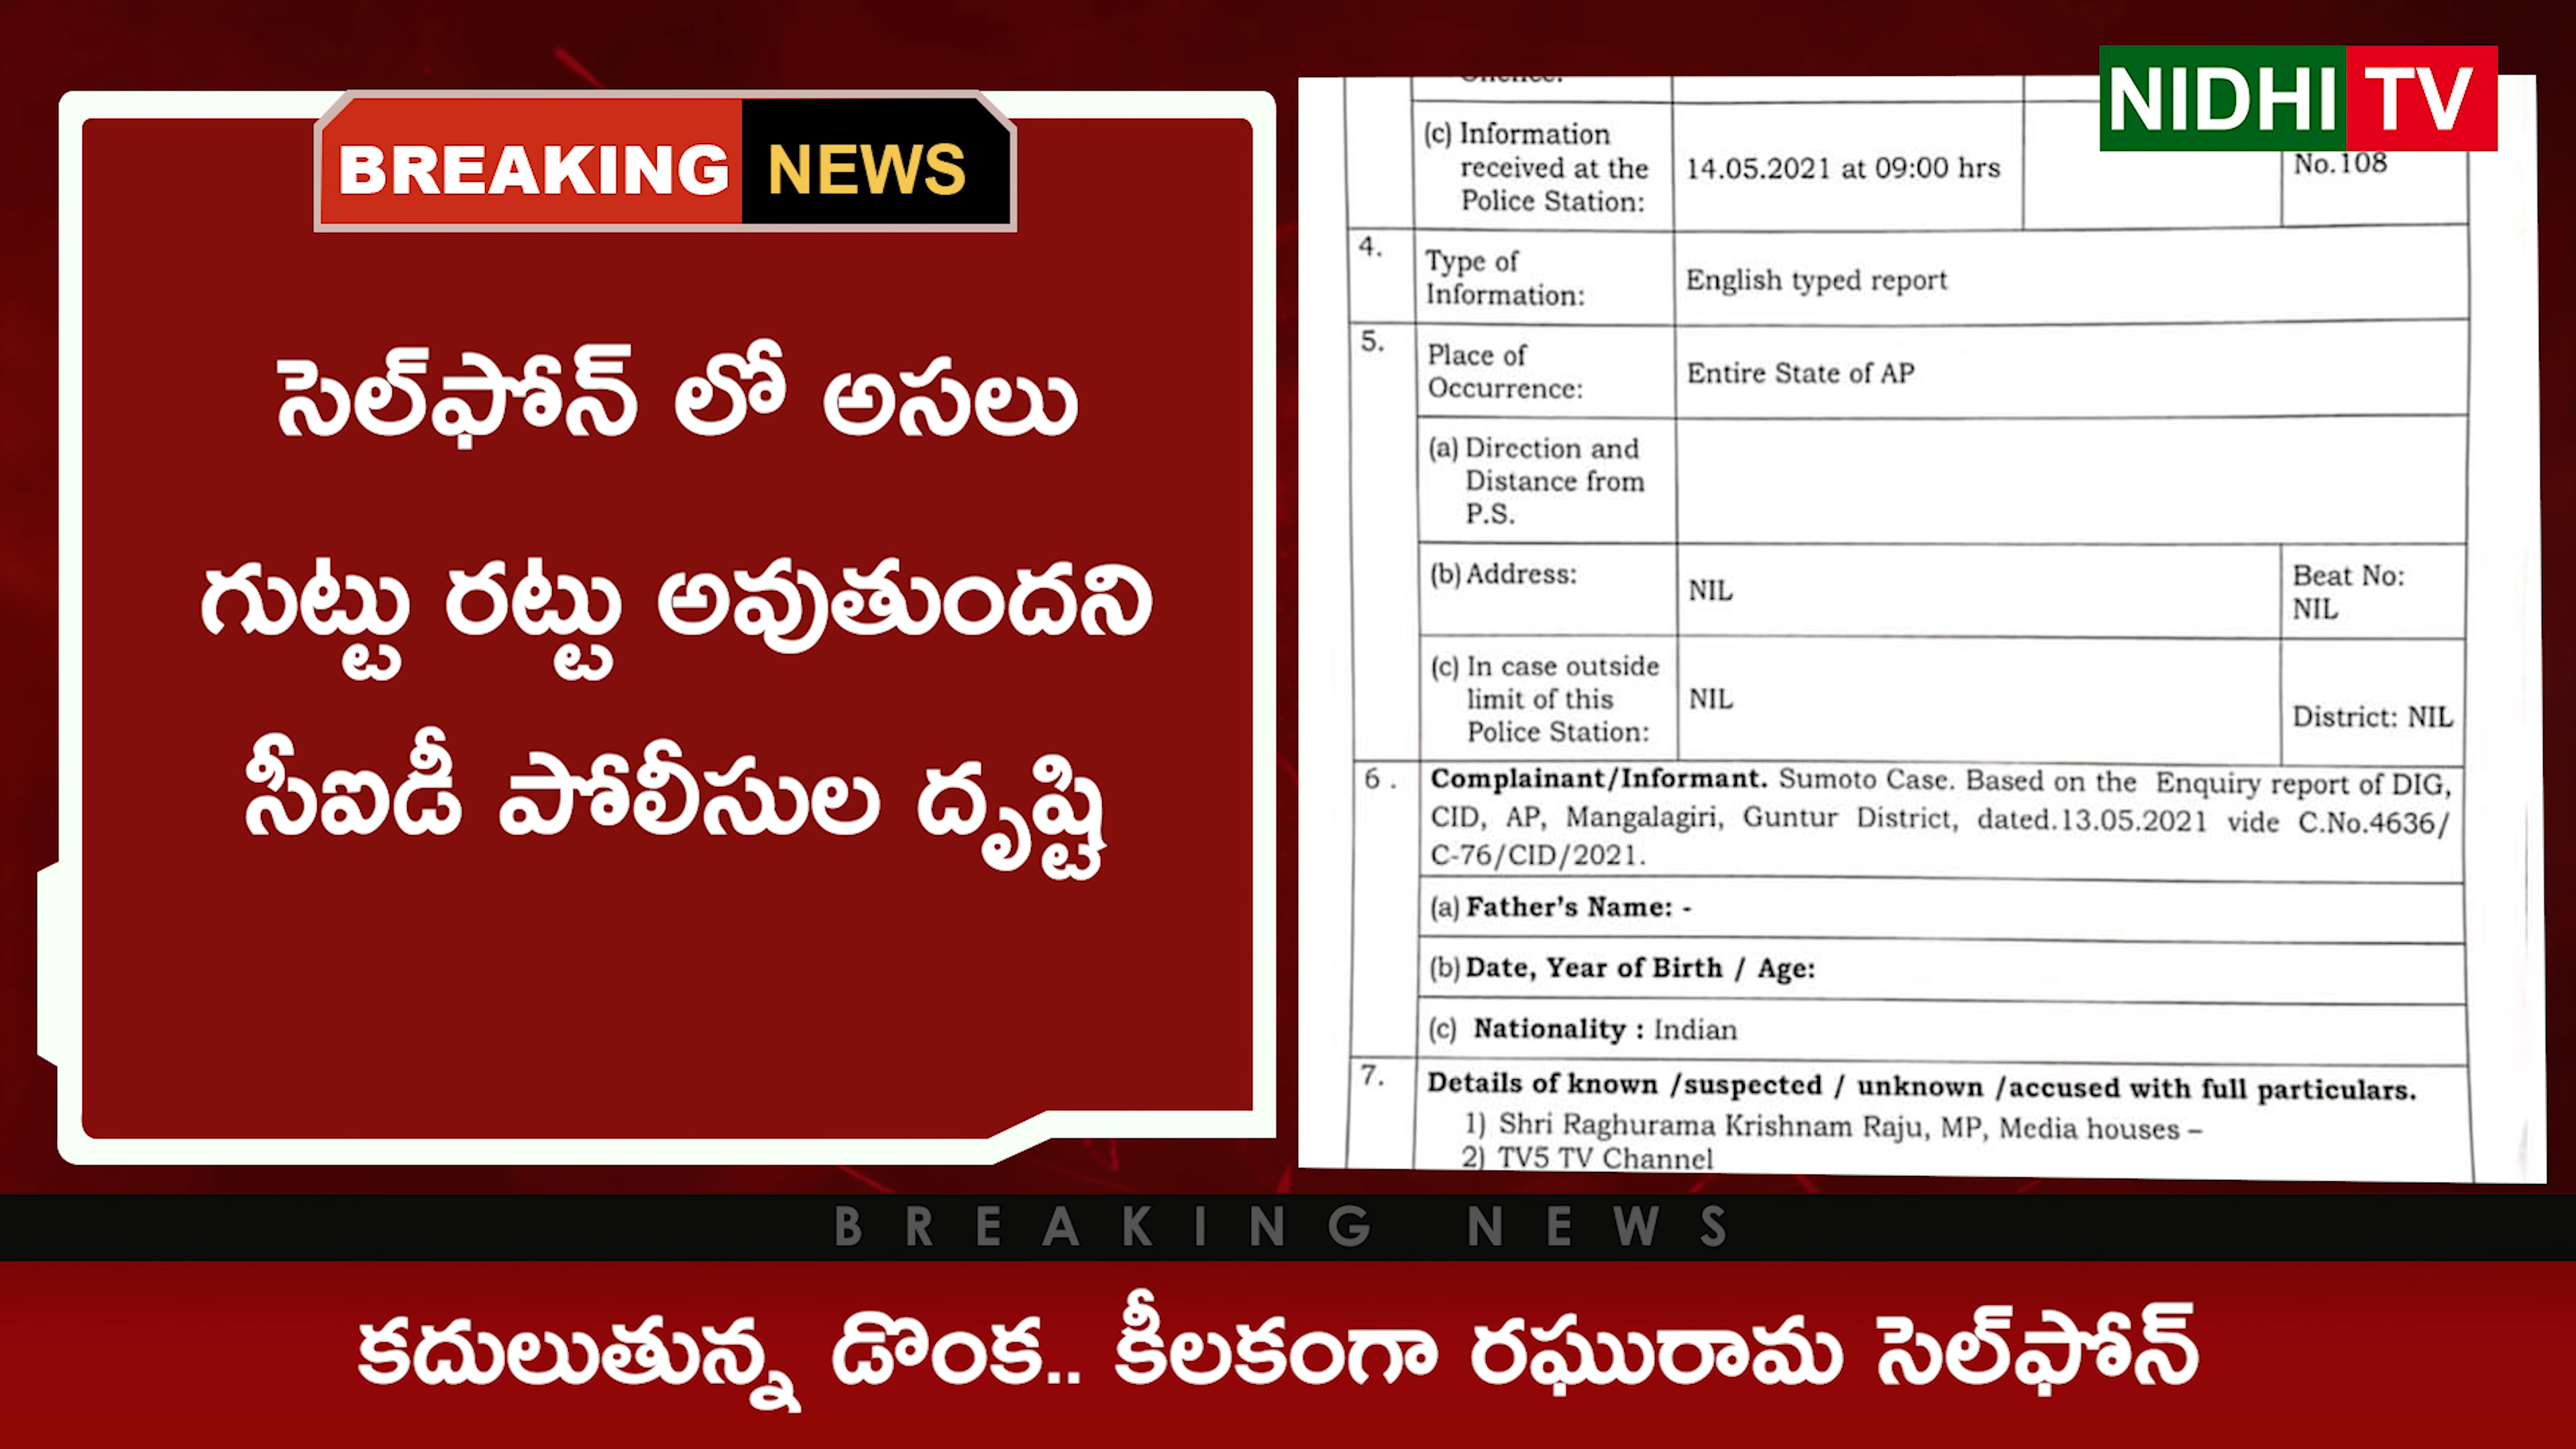 NIDHI TV
BREAKING NEWS
సెల్‌ఫోన్ లో అసలు
గుట్టు రట్టు అవుతుందని
సీఐడీ పోలీసుల దృష్టి
(c) Information received at the Police Station:
14.05.2021 at 09:00 hrs
No.108
4.
Type of Information:
English typed report
5.
Place of Occurrence:
Entire State of AP
(a) Direction and Distance from P.S.
(b) Address:
NIL
Beat No: NIL
(c) In case outside limit of this Police Station:
NIL
District: NIL
6. Complainant/Informant. Sumoto Case. Based on the Enquiry report of DIG,
CID, AP, Mangalagiri, Guntur District, dated.13.05.2021 vide C.No.4636/
C-76/CID/2021.
(a) Father's Name: -
(b) Date, Year of Birth / Age:
(c) Nationality : Indian
7. Details of known /suspected / unknown /accused with full particulars.
1) Shri Raghurama Krishnam Raju, MP, Media houses –
2) TV5 TV Channel
BREAKING NEWS
కదులుతున్న డొంక.. కీలకంగా రఘురామ సెల్‌ఫోన్